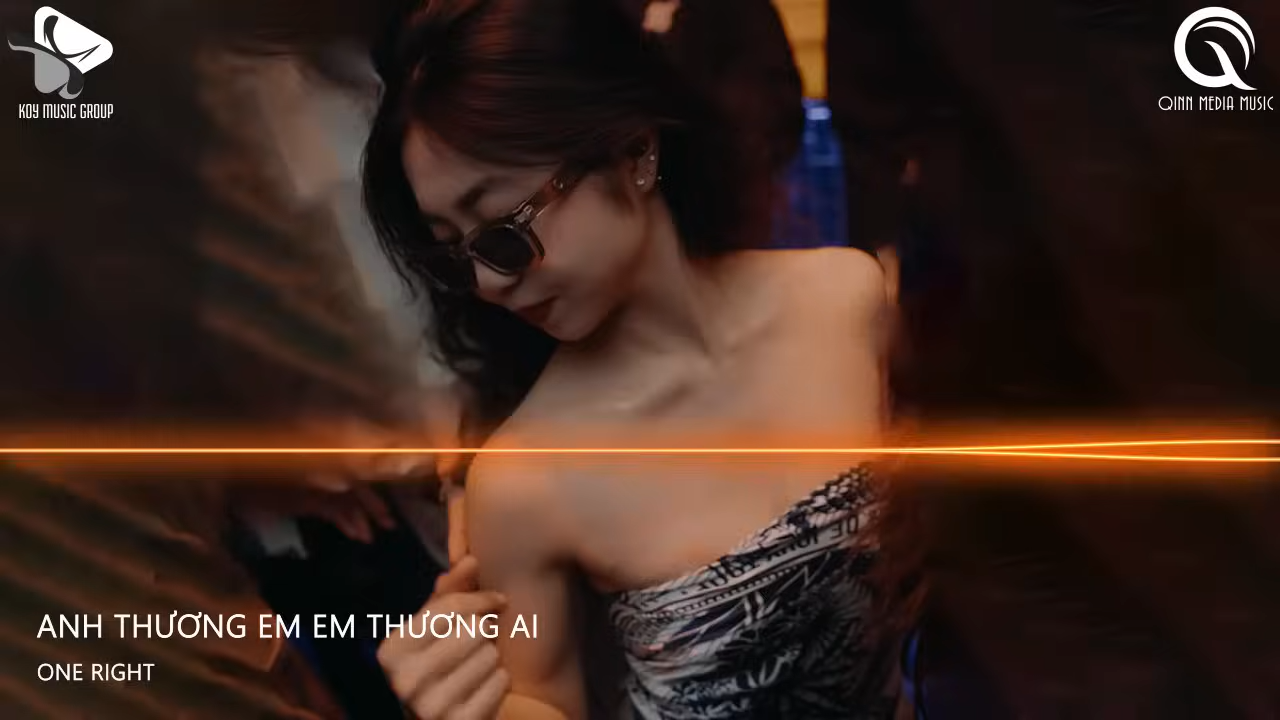 KOY MUSIC GROUP
QINN MEDIA MUSIC
ANH THƯƠNG EM EM THƯƠNG AI
ONE RIGHT